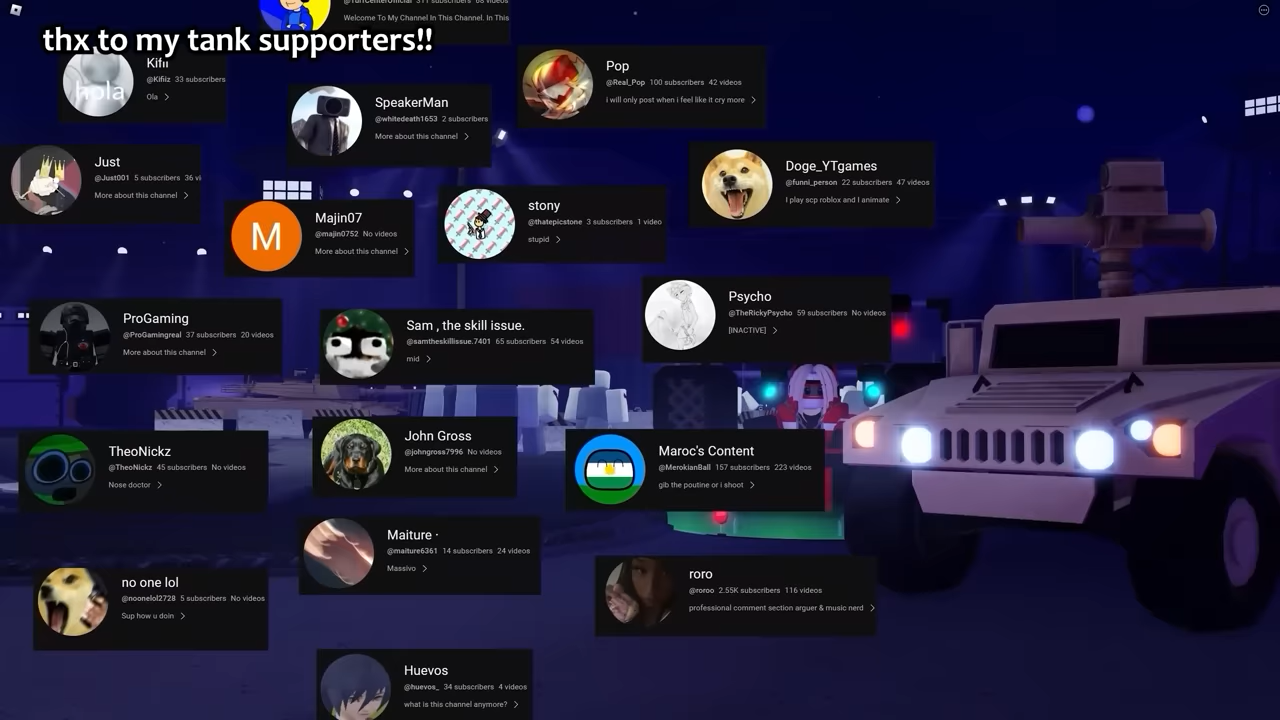 @TurfCenterOfficial 311 subscribers 68 videos
Welcome To My Channel In This Channel. In This
thx to my tank supporters!!
Kifii
@Kifiiz 33 subscribers
Ola
hola
Pop
@Real_Pop 100 subscribers 42 videos
i will only post when i feel like it cry more
SpeakerMan
@whitedeath1653 2 subscribers
More about this channel
Just
@Just001 5 subscribers 36 vi
More about this channel
Doge_YTgames
@funni_person 22 subscribers 47 videos
I play scp roblox and I animate
M
Majin07
@majin0752 No videos
More about this channel
stony
@thatepicstone 3 subscribers 1 video
stupid
Psycho
@TheRickyPsycho 59 subscribers No videos
[INACTIVE]
ProGaming
@ProGamingreal 37 subscribers 20 videos
More about this channel
Sam , the skill issue.
@samtheskillissue.7401 65 subscribers 54 videos
mid
TheoNickz
@TheoNickz 45 subscribers No videos
Nose doctor
John Gross
@johngross7996 No videos
More about this channel
Maroc's Content
@MerokianBall 157 subscribers 223 videos
gib the poutine or i shoot
Maiture ·
@maiture6361 14 subscribers 24 videos
Massivo
no one lol
@noonelol2728 5 subscribers No videos
Sup how u doin
roro
@roroo 2.55K subscribers 116 videos
professional comment section arguer & music nerd
Huevos
@huevos_ 34 subscribers 4 videos
what is this channel anymore?